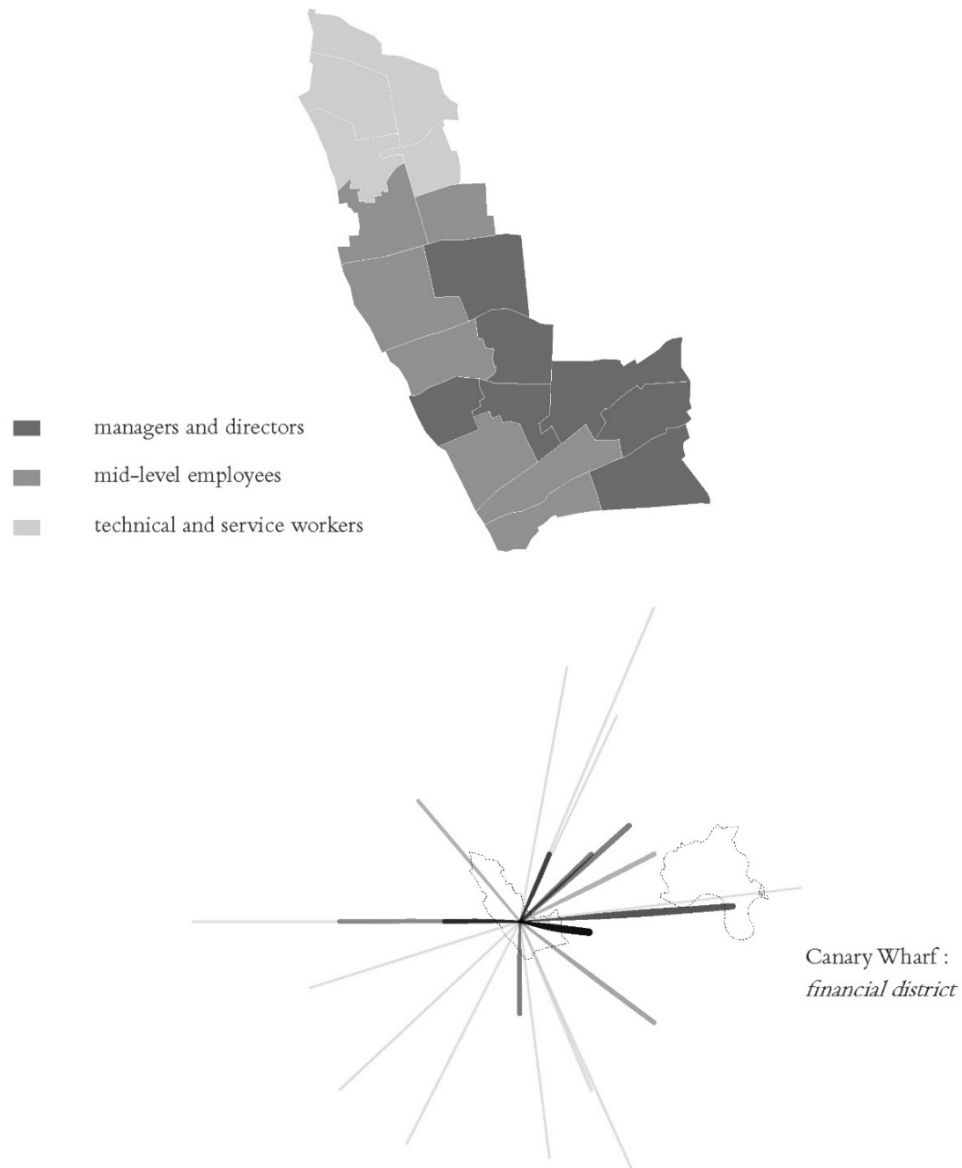 managers and directors
mid-level employees
technical and service workers
Canary Wharf :
financial district